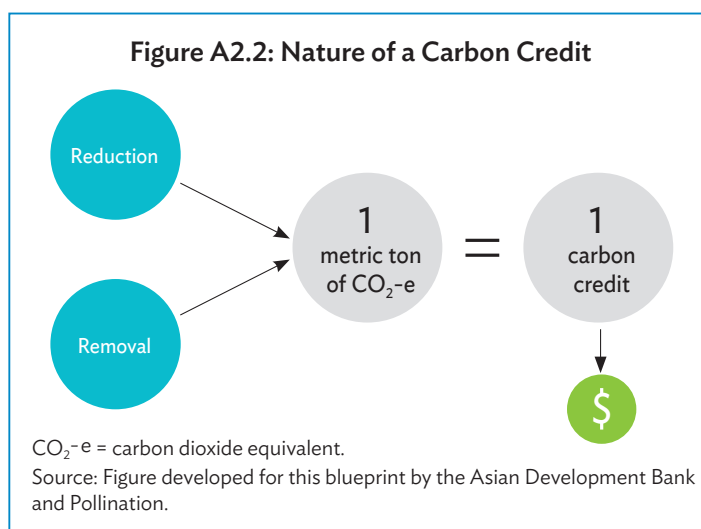 Figure A2.2: Nature of a Carbon Credit
Reduction
Removal
1
metric ton
of CO₂-e
=
1
carbon
credit
$
CO₂-e = carbon dioxide equivalent.
Source: Figure developed for this blueprint by the Asian Development Bank
and Pollination.